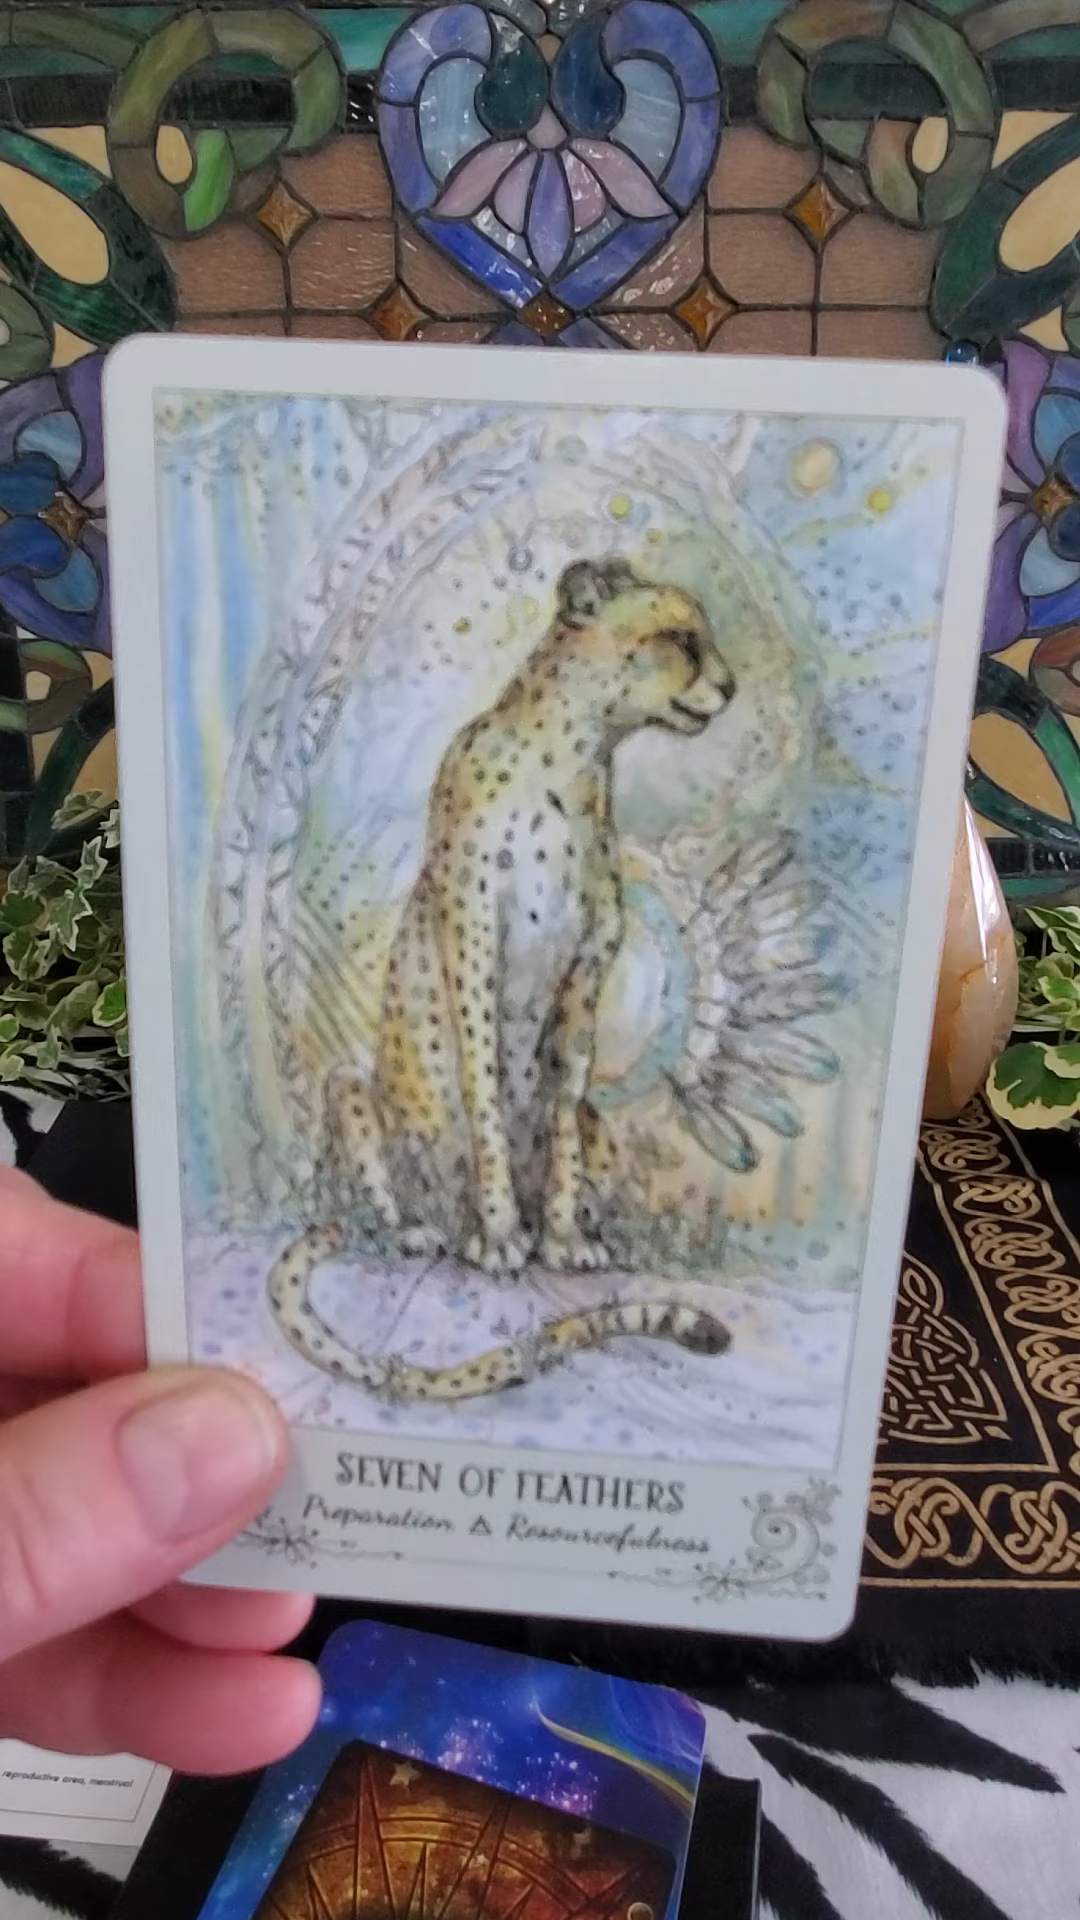 SEVEN OF FEATHERS
Preparation △ Resourcefulness
reproductive area, menstrual